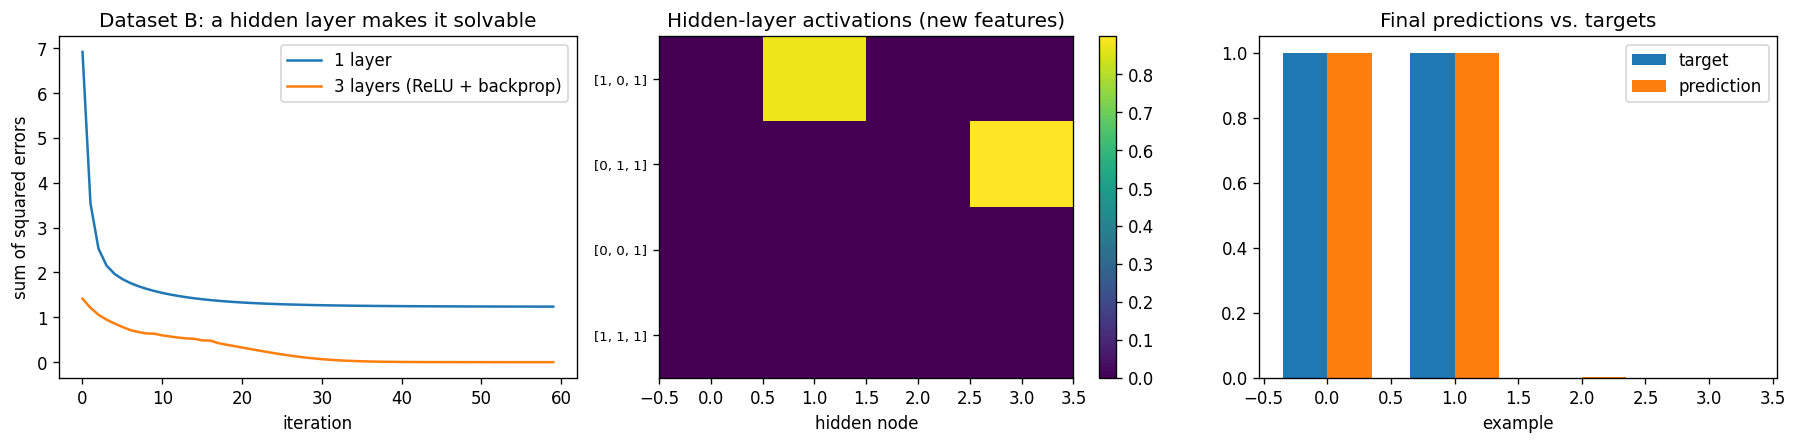 Dataset B: a hidden layer makes it solvable
7
6
5
4
3
2
1
0
sum of squared errors
1 layer
3 layers (ReLU + backprop)
0 10 20 30 40 50 60
iteration
Hidden-layer activations (new features)
[1, 0, 1]
[0, 1, 1]
[0, 0, 1]
[1, 1, 1]
−0.5 0.0 0.5 1.0 1.5 2.0 2.5 3.0 3.5
hidden node
0.8
0.7
0.6
0.5
0.4
0.3
0.2
0.1
0.0
Final predictions vs. targets
1.0
0.8
0.6
0.4
0.2
0.0
target
prediction
−0.5 0.0 0.5 1.0 1.5 2.0 2.5 3.0 3.5
example